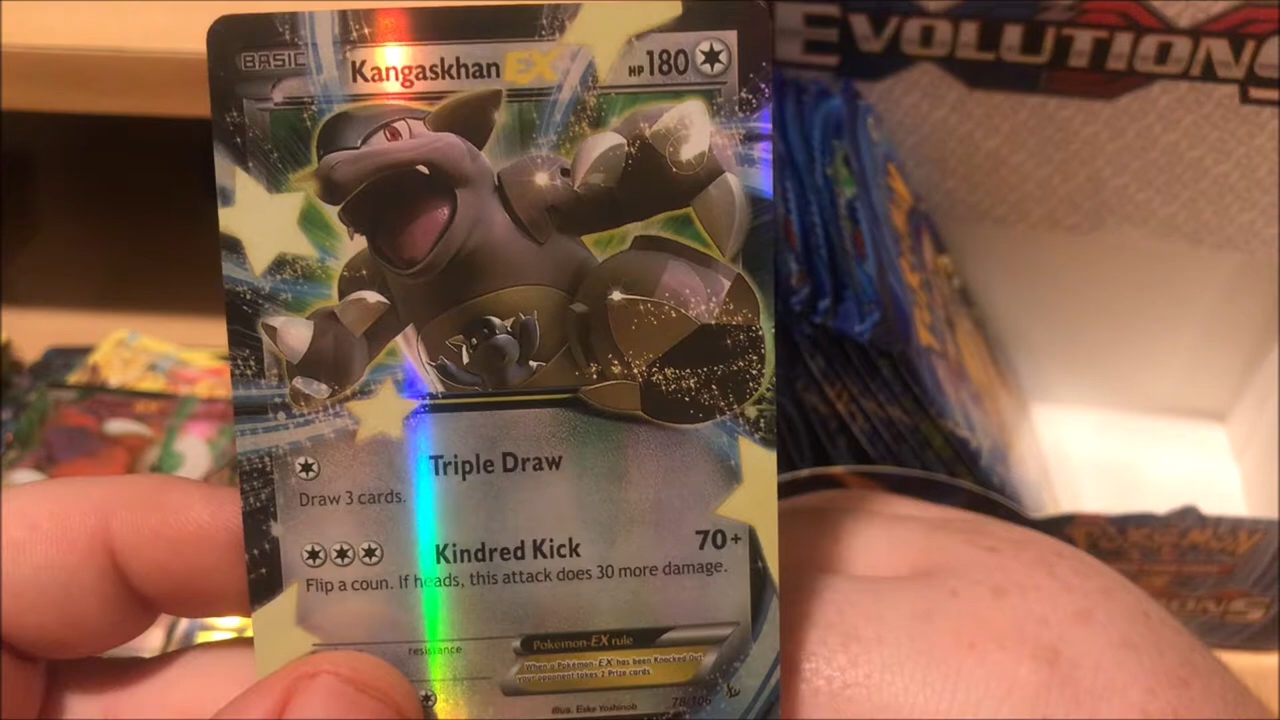 BASIC
Kangaskhan EX
HP 180
EVOLUTIONS
Triple Draw
Draw 3 cards.
Kindred Kick 70+
Flip a coun. If heads, this attack does 30 more damage.
resistance
Pokemon-EX rule
When a Pokémon-EX has been Knocked Out,
your opponent takes 2 Prize cards
illus. Eske Yoshinob
78/106
POKEMON